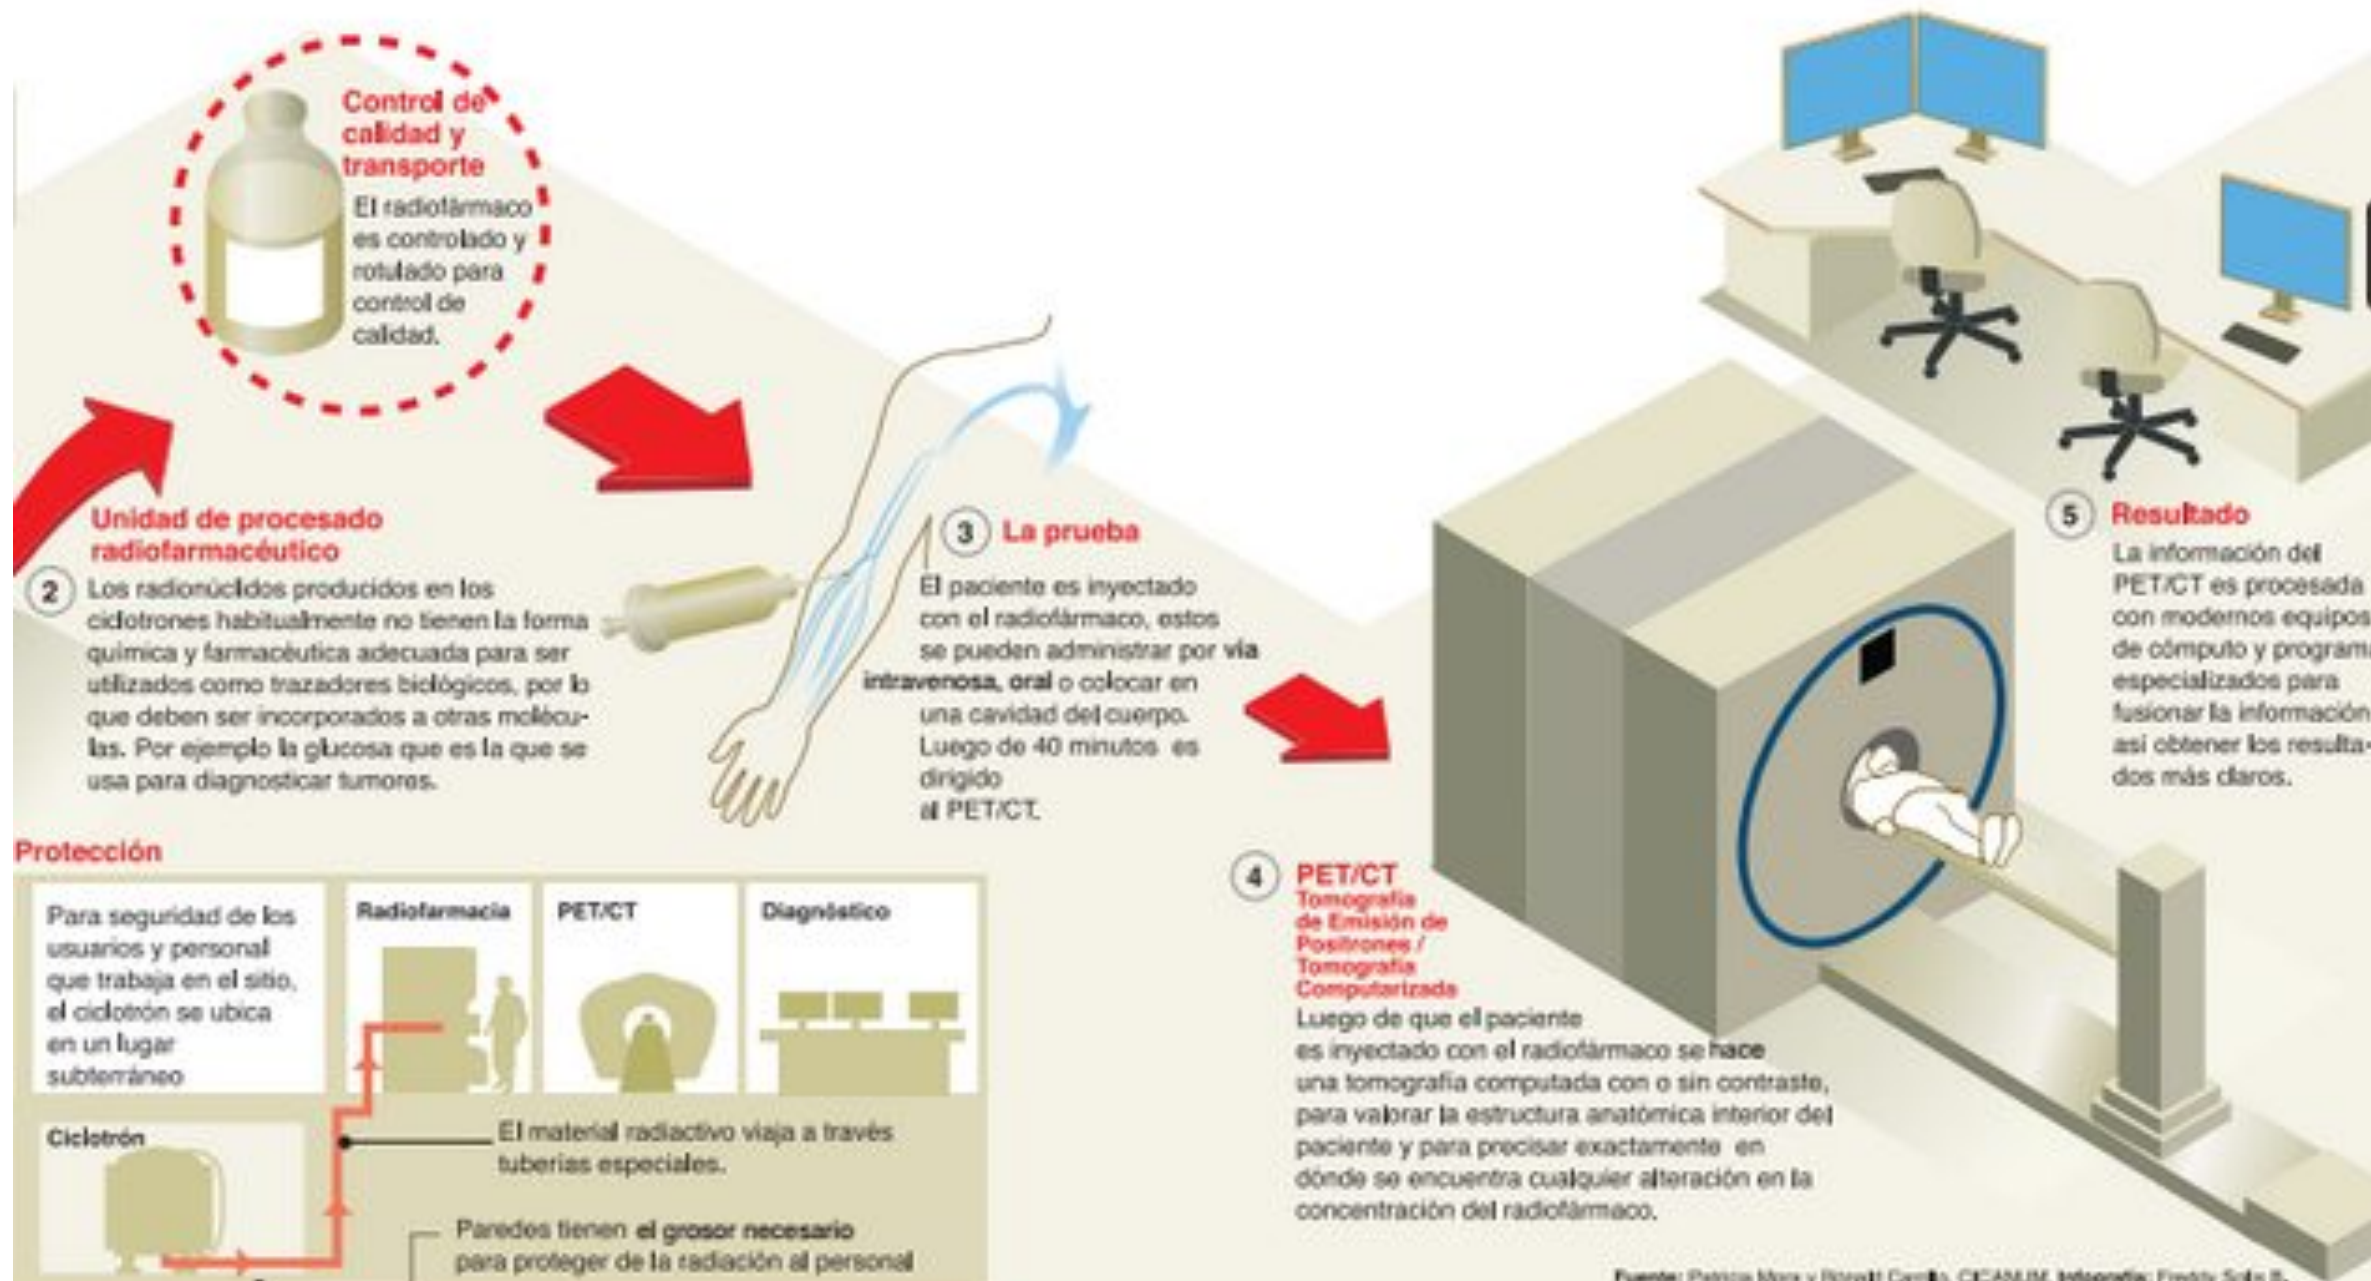 Control de
calidad y
transporte
El radiofármaco
es controlado y
rotulado para
control de
calidad.
Unidad de procesado
radiofarmacéutico
2
Los radionúclidos producidos en los
ciclotrones habitualmente no tienen la forma
química y farmacéutica adecuada para ser
utilizados como trazadores biológicos, por lo
que deben ser incorporados a otras molécu-
las. Por ejemplo la glucosa que es la que se
usa para diagnosticar tumores.
3 La prueba
El paciente es inyectado
con el radiofármaco, estos
se pueden administrar por vía
intravenosa, oral o colocar en
una cavidad del cuerpo.
Luego de 40 minutos es
dirigido
al PET/CT.
4 PET/CT
Tomografía
de Emisión de
Positrones /
Tomografía
Computarizada
Luego de que el paciente
es inyectado con el radiofármaco se hace
una tomografía computada con o sin contraste,
para valorar la estructura anatómica interior del
paciente y para precisar exactamente en
dónde se encuentra cualquier alteración en la
concentración del radiofármaco.
5 Resultado
La información del
PET/CT es procesada
con modernos equipos
de cómputo y programa
especializados para
fusionar la información
así obtener los resulta-
dos más claros.
Protección
Para seguridad de los
usuarios y personal
que trabaja en el sitio,
el ciclotrón se ubica
en un lugar
subterráneo
Radiofarmacia
PET/CT
Diagnóstico
Ciclotrón
El material radiactivo viaja a través
tuberías especiales.
Paredes tienen el grosor necesario
para proteger de la radiación al personal
Fuente: Patricia Mora y CICANUM. Infografía: